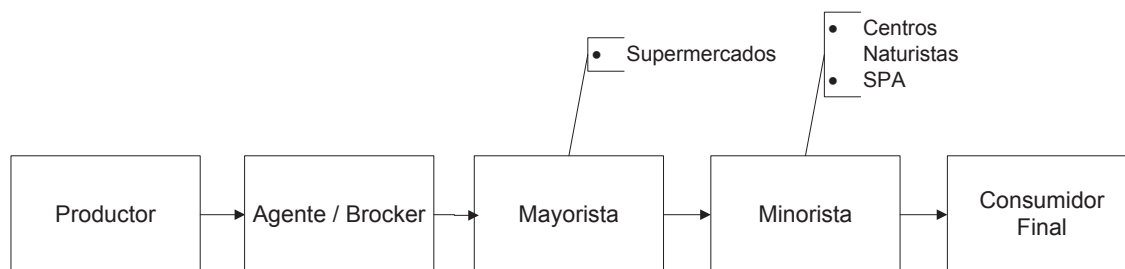 • Supermercados
• Centros
Naturistas
• SPA
Productor
Agente / Brocker
Mayorista
Minorista
Consumidor
Final